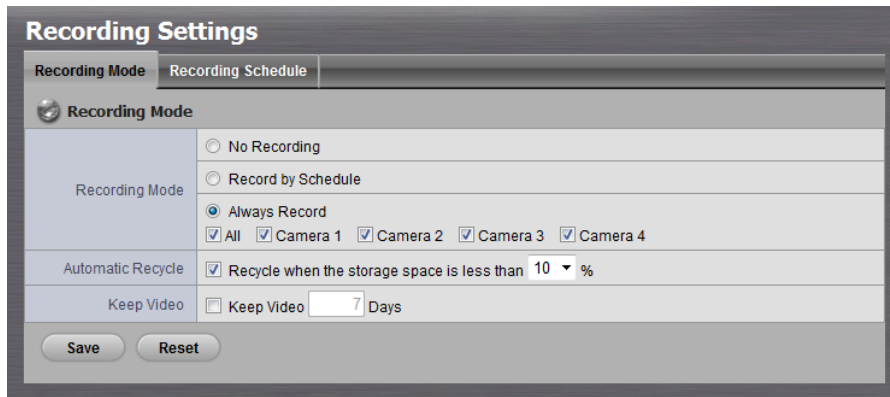 Recording Settings
Recording Mode Recording Schedule
Recording Mode
Recording Mode
No Recording
Record by Schedule
Always Record
All Camera 1 Camera 2 Camera 3 Camera 4
Automatic Recycle Recycle when the storage space is less than 10 %
Keep Video Keep Video 7 Days
Save Reset